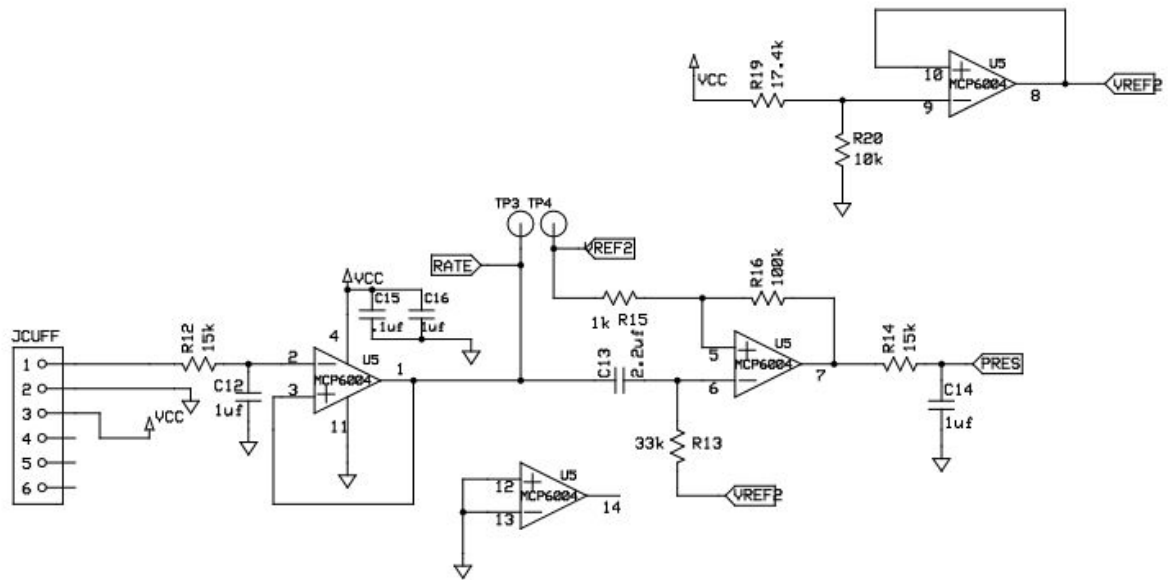 U5
10
MCP6004
9
8
VREF2
VCC
R19
17.4k
R20
10k
TP3
TP4
VREF2
RATE
R16
100k
VCC
C15
.1uf
C16
1uf
1k
R15
4
JCUFF
1
2
3
4
5
6
R12
15k
C12
1uf
VCC
2
3
U5
MCP6004
1
11
C13
2.2uf
5
6
U5
MCP6004
7
R14
15k
PRES
C14
1uf
33k
R13
VREF2
12
13
U5
MCP6004
14